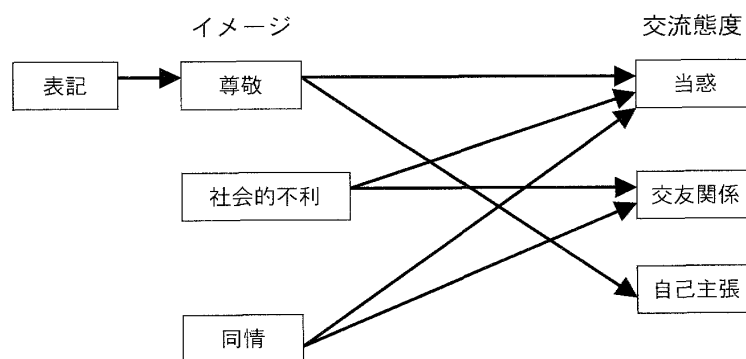 イメージ
交流態度
表記
尊敬
当惑
社会的不利
交友関係
自己主張
同情